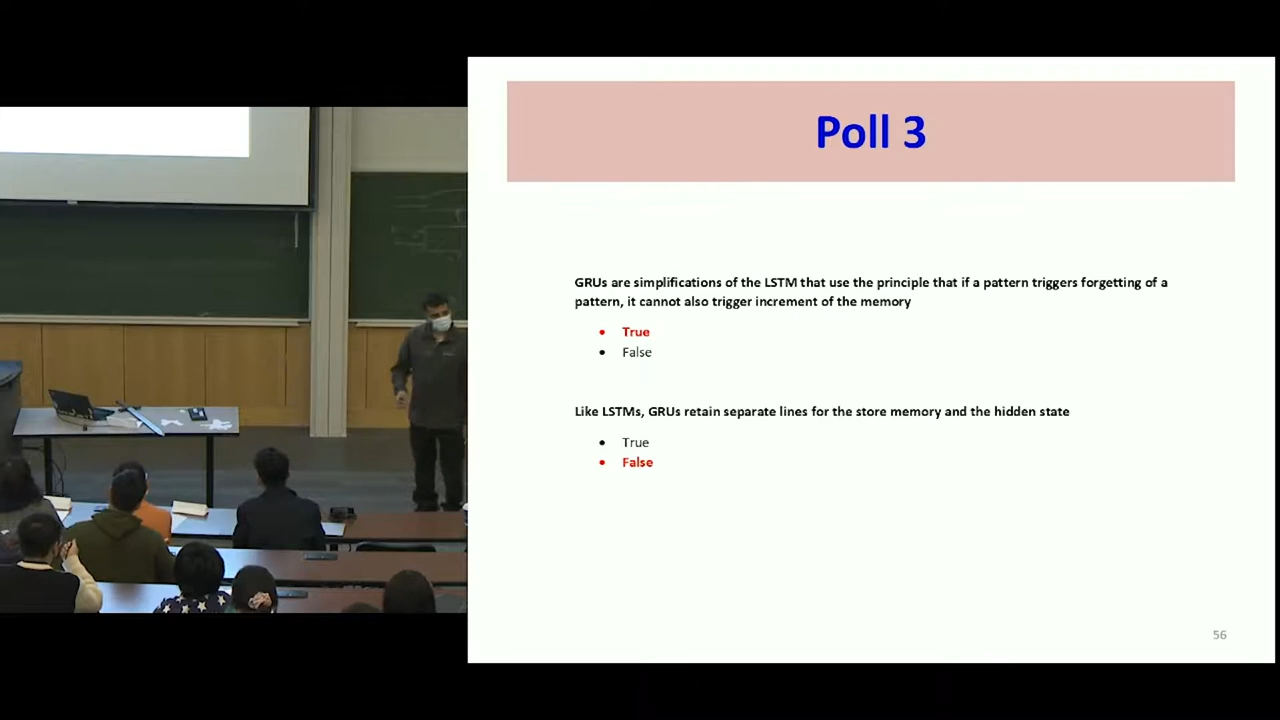 Poll 3
GRUs are simplifications of the LSTM that use the principle that if a pattern triggers forgetting of a
pattern, it cannot also trigger increment of the memory
• True
• False
Like LSTMs, GRUs retain separate lines for the store memory and the hidden state
• True
• False
56